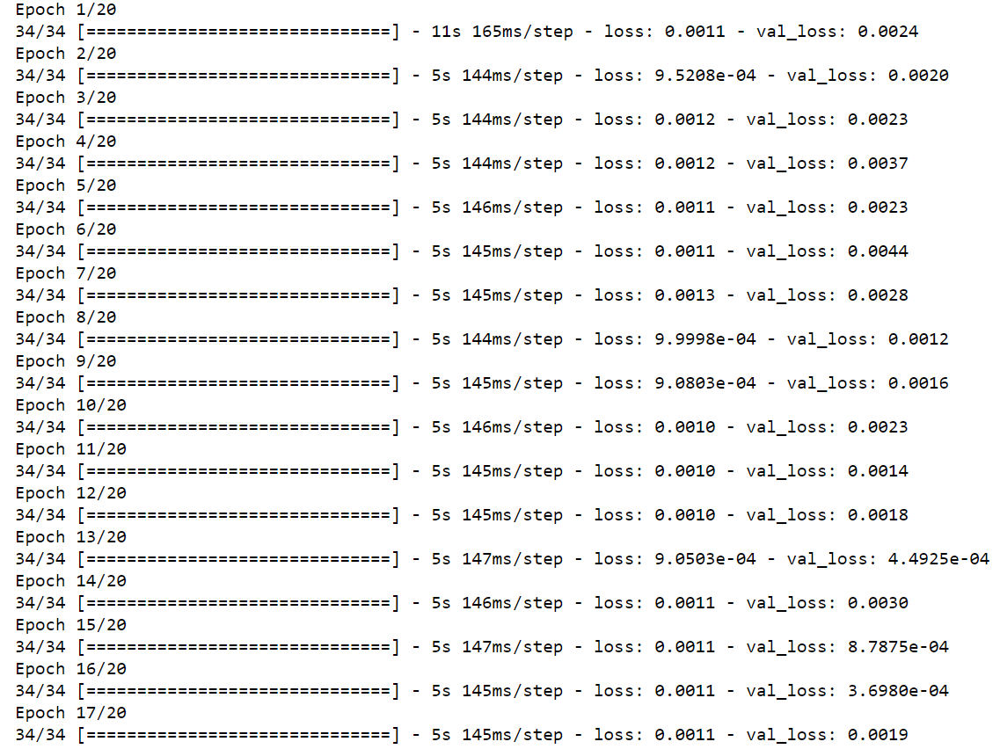 Epoch 1/20
34/34 [==============================] - 11s 165ms/step - loss: 0.0011 - val_loss: 0.0024
Epoch 2/20
34/34 [==============================] - 5s 144ms/step - loss: 9.5208e-04 - val_loss: 0.0020
Epoch 3/20
34/34 [==============================] - 5s 144ms/step - loss: 0.0012 - val_loss: 0.0023
Epoch 4/20
34/34 [==============================] - 5s 144ms/step - loss: 0.0012 - val_loss: 0.0037
Epoch 5/20
34/34 [==============================] - 5s 146ms/step - loss: 0.0011 - val_loss: 0.0023
Epoch 6/20
34/34 [==============================] - 5s 145ms/step - loss: 0.0011 - val_loss: 0.0044
Epoch 7/20
34/34 [==============================] - 5s 145ms/step - loss: 0.0013 - val_loss: 0.0028
Epoch 8/20
34/34 [==============================] - 5s 144ms/step - loss: 9.9998e-04 - val_loss: 0.0012
Epoch 9/20
34/34 [==============================] - 5s 145ms/step - loss: 9.0803e-04 - val_loss: 0.0016
Epoch 10/20
34/34 [==============================] - 5s 146ms/step - loss: 0.0010 - val_loss: 0.0023
Epoch 11/20
34/34 [==============================] - 5s 145ms/step - loss: 0.0010 - val_loss: 0.0014
Epoch 12/20
34/34 [==============================] - 5s 145ms/step - loss: 0.0010 - val_loss: 0.0018
Epoch 13/20
34/34 [==============================] - 5s 147ms/step - loss: 9.0503e-04 - val_loss: 4.4925e-04
Epoch 14/20
34/34 [==============================] - 5s 146ms/step - loss: 0.0011 - val_loss: 0.0030
Epoch 15/20
34/34 [==============================] - 5s 147ms/step - loss: 0.0011 - val_loss: 8.7875e-04
Epoch 16/20
34/34 [==============================] - 5s 145ms/step - loss: 0.0011 - val_loss: 3.6980e-04
Epoch 17/20
34/34 [==============================] - 5s 145ms/step - loss: 0.0011 - val_loss: 0.0019